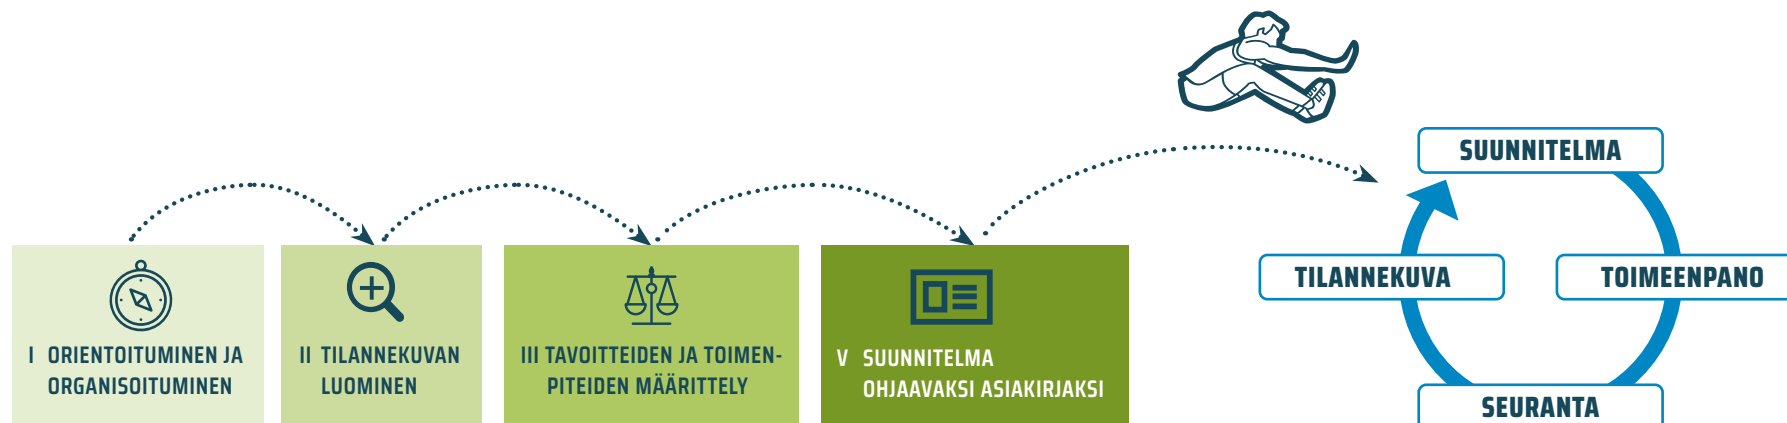 I ORIENTOITUMINEN JA
ORGANISOITUMINEN
II TILANNEKUVAN
LUOMINEN
III TAVOITTEIDEN JA TOIMEN-
PITEIDEN MÄÄRITTELY
V SUUNNITELMA
OHJAAVAKSI ASIAKIRJAKSI
SUUNNITELMA
TILANNEKUVA
TOIMEENPANO
SEURANTA